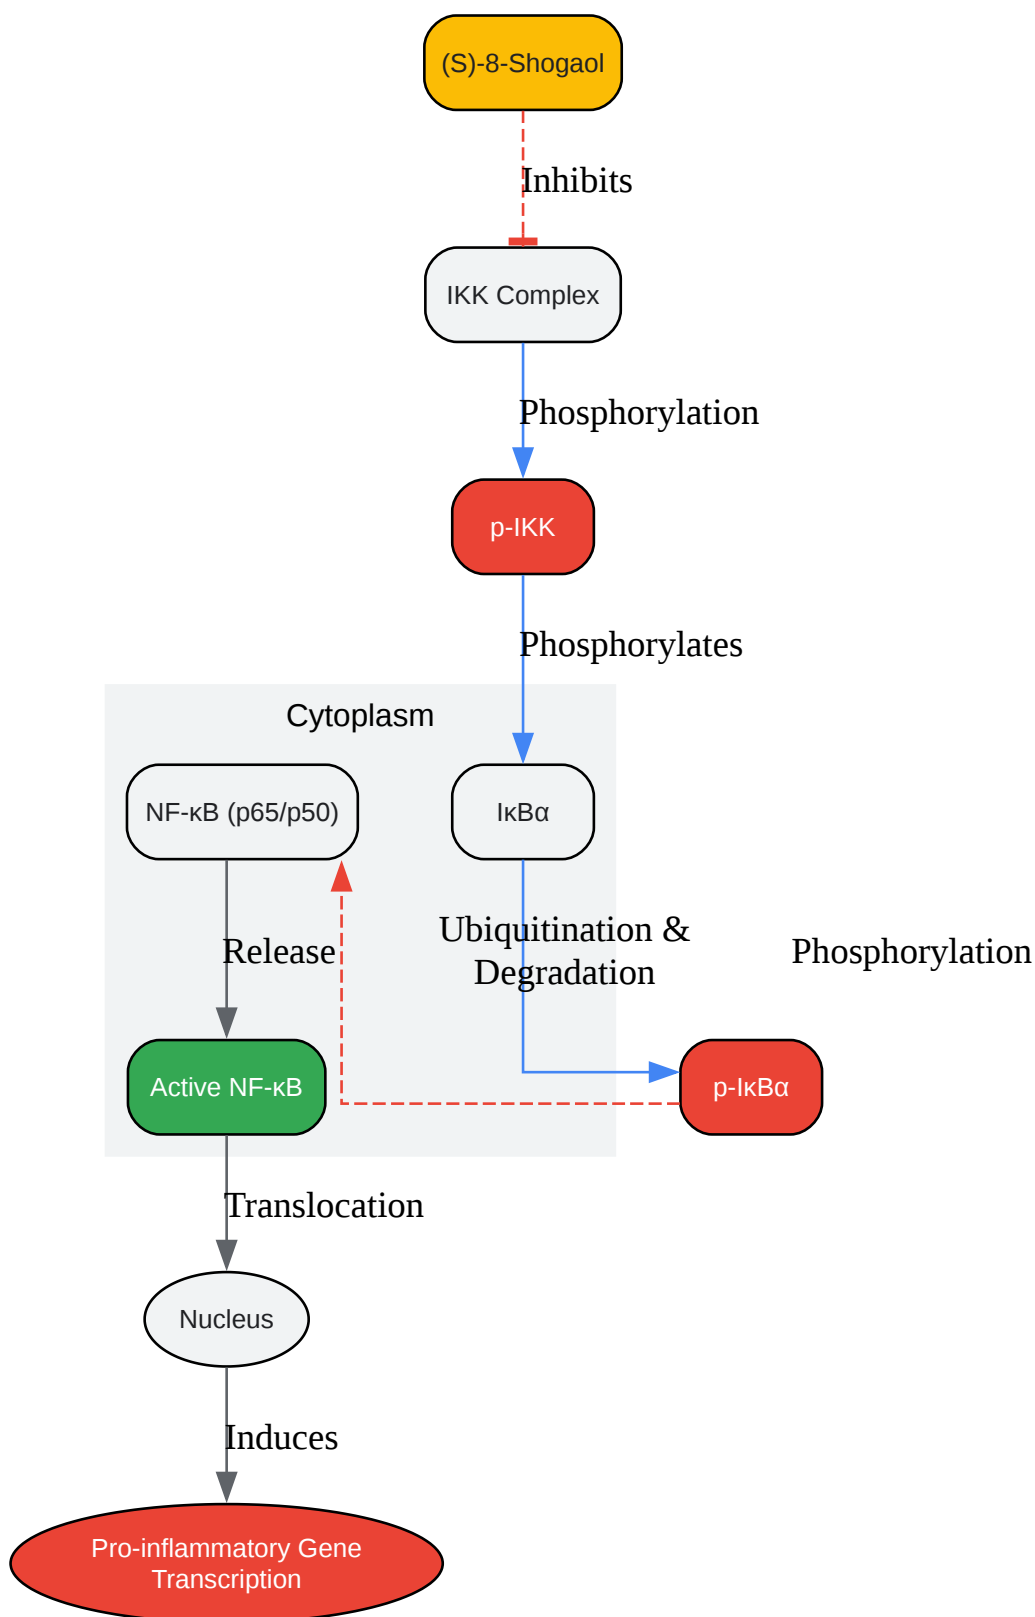 (S)-8-Shogaol
Inhibits
IKK Complex
Phosphorylation
p-IKK
Phosphorylates
Cytoplasm
NF-κB (p65/p50)
IκBα
Release
Ubiquitination &
Degradation
Phosphorylation
Active NF-κB
p-IκBα
Translocation
Nucleus
Induces
Pro-inflammatory Gene
Transcription